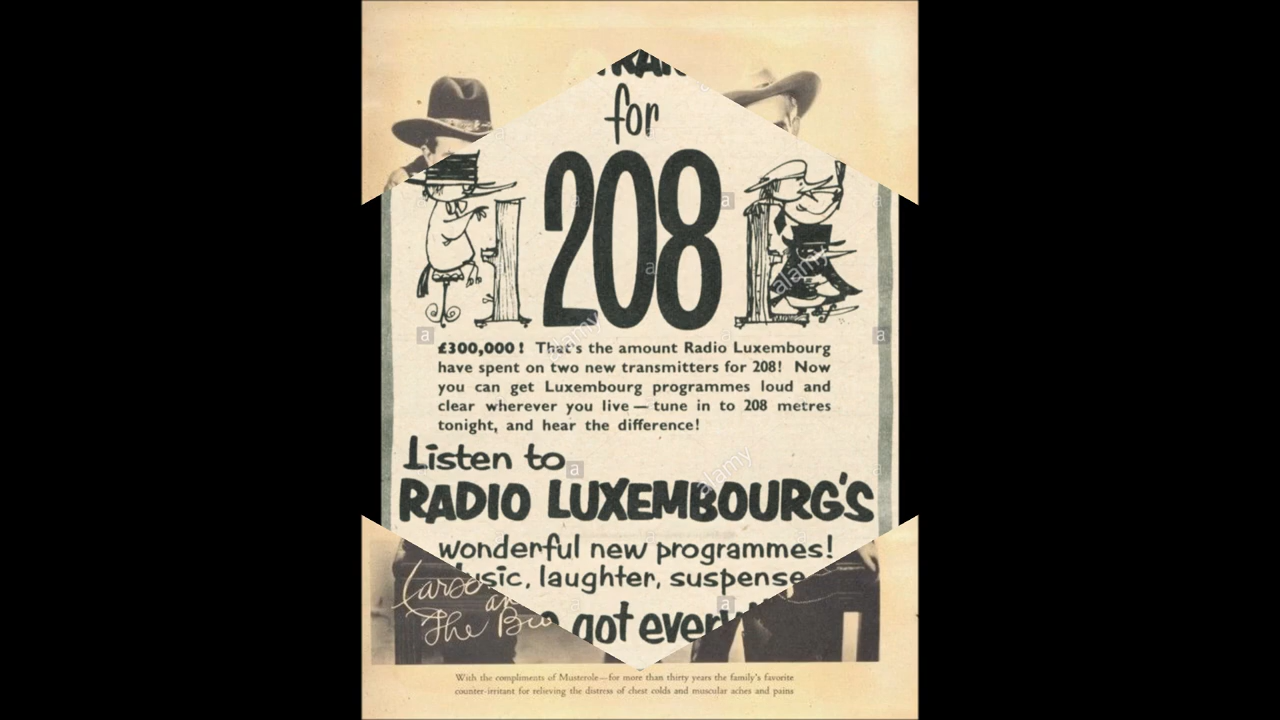 for
208
£300,000! That's the amount Radio Luxembourg
have spent on two new transmitters for 208! Now
you can get Luxembourg programmes loud and
clear wherever you live — tune in to 208 metres
tonight, and hear the difference!
Listen to
RADIO LUXEMBOURG'S
wonderful new programmes!
laughter, suspense
The
got
With the compliments of Musterole—for more than thirty years the family's favorite
counter-irritant for relieving the distress of chest colds and muscular aches and pains
alamy
alamy
alamy